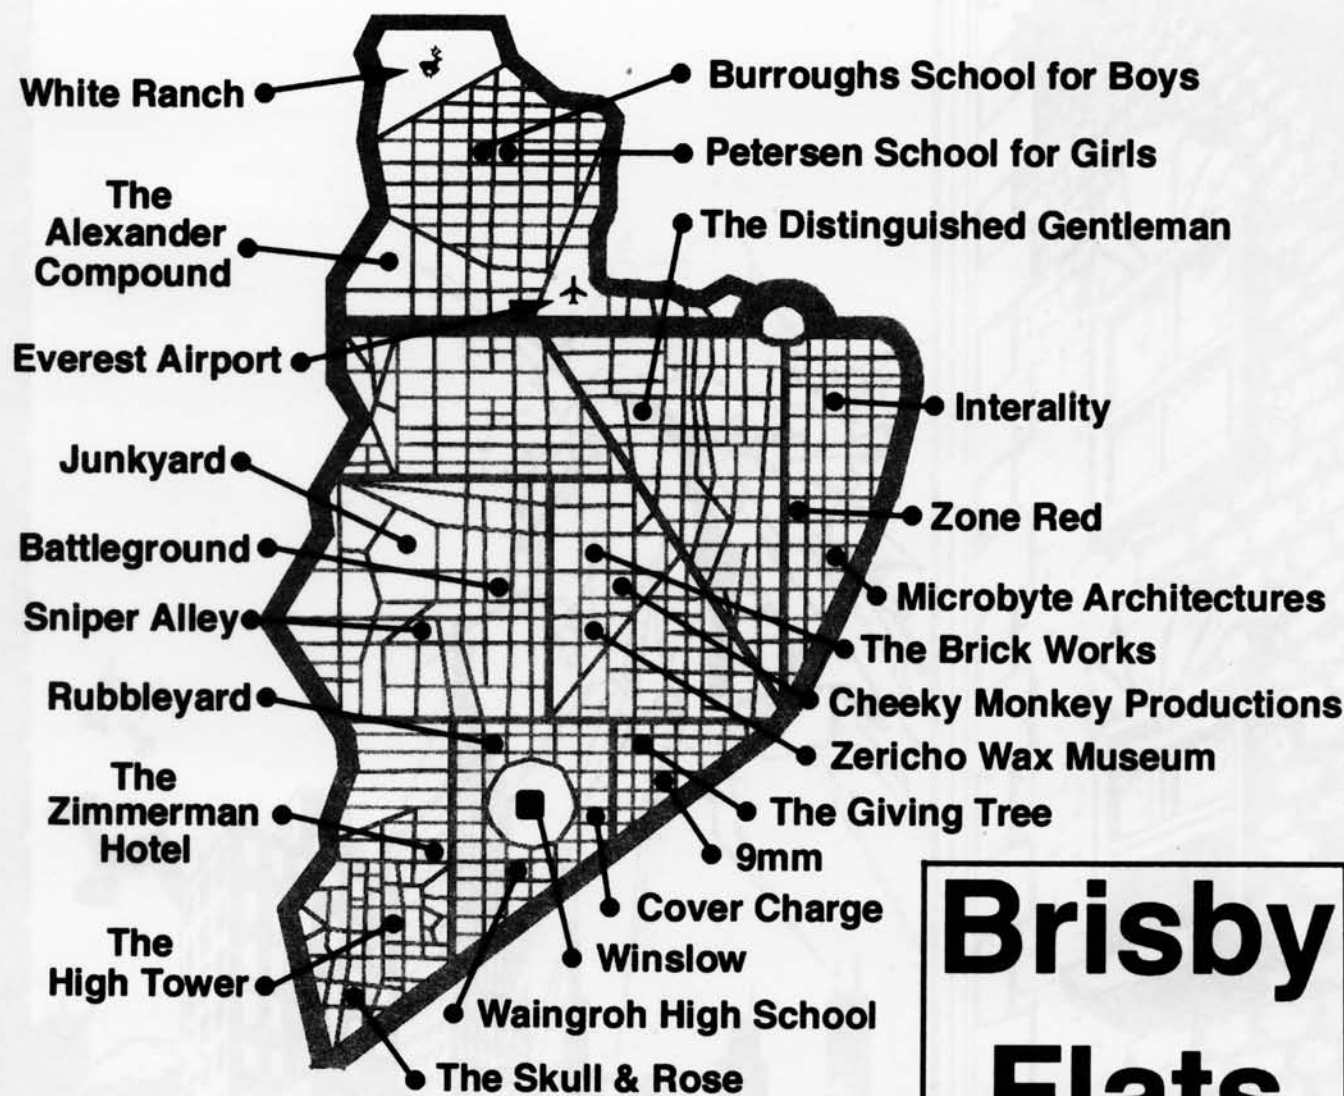 White Ranch
Burroughs School for Boys
Petersen School for Girls
The
Alexander
Compound
The Distinguished Gentleman
Everest Airport
Interality
Junkyard
Zone Red
Battleground
Microbyte Architectures
Sniper Alley
The Brick Works
Rubbleyard
Cheeky Monkey Productions
Zericho Wax Museum
The
Zimmerman
Hotel
The Giving Tree
9mm
Cover Charge
The
High Tower
Winslow
Waingroh High School
The Skull & Rose
Brisby
Flats